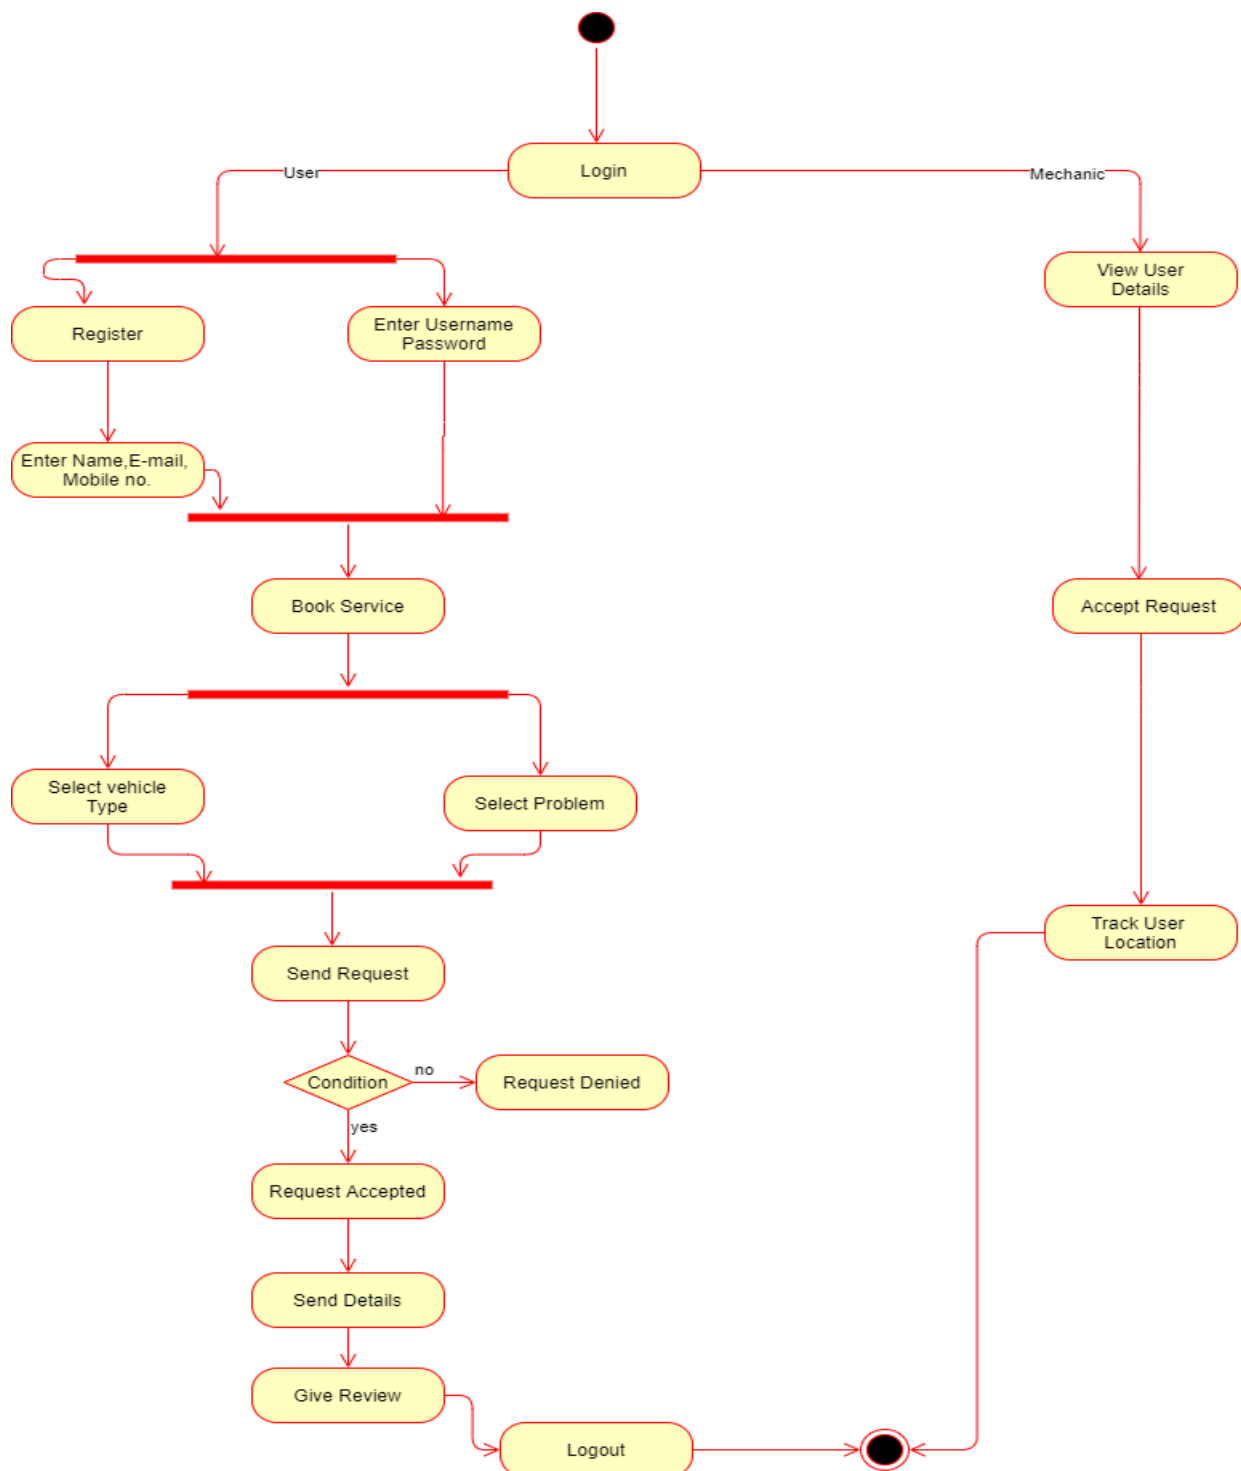 Login
User
Mechanic
View User
Details
Register
Enter Username
Password
Enter Name,E-mail,
Mobile no.
Book Service
Accept Request
Select vehicle
Type
Select Problem
Track User
Location
Send Request
Condition
no
Request Denied
yes
Request Accepted
Send Details
Give Review
Logout